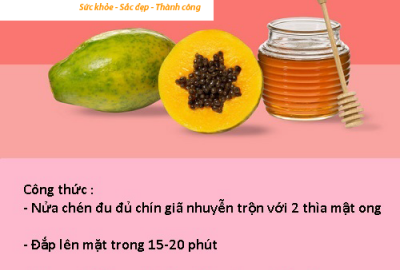 Sức khỏe - Sắc đẹp - Thành công
Công thức :
- Nửa chén đu đủ chín giã nhuyễn trộn với 2 thìa mật ong
- Đắp lên mặt trong 15-20 phút